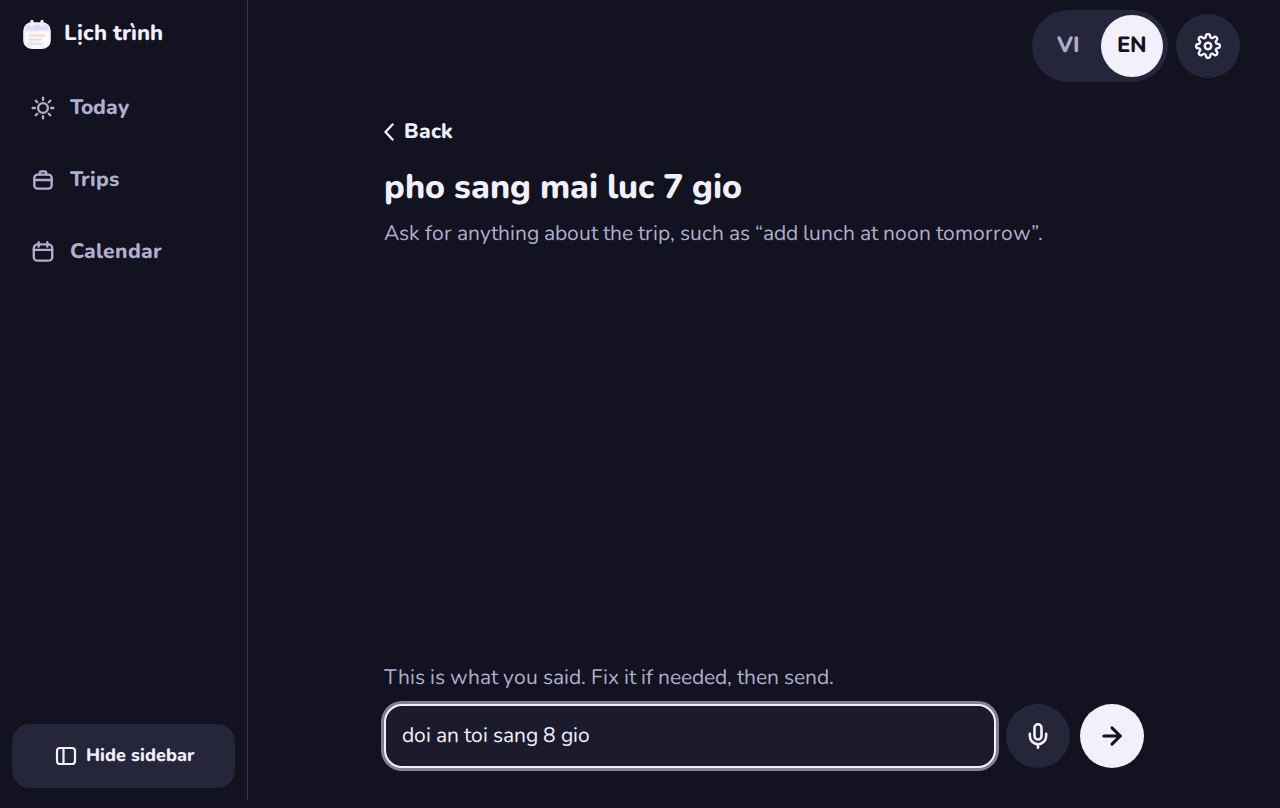 Lịch trình
VI
EN
Today
Trips
Calendar
Back
pho sang mai luc 7 gio
Ask for anything about the trip, such as “add lunch at noon tomorrow”.
This is what you said. Fix it if needed, then send.
doi an toi sang 8 gio
Hide sidebar